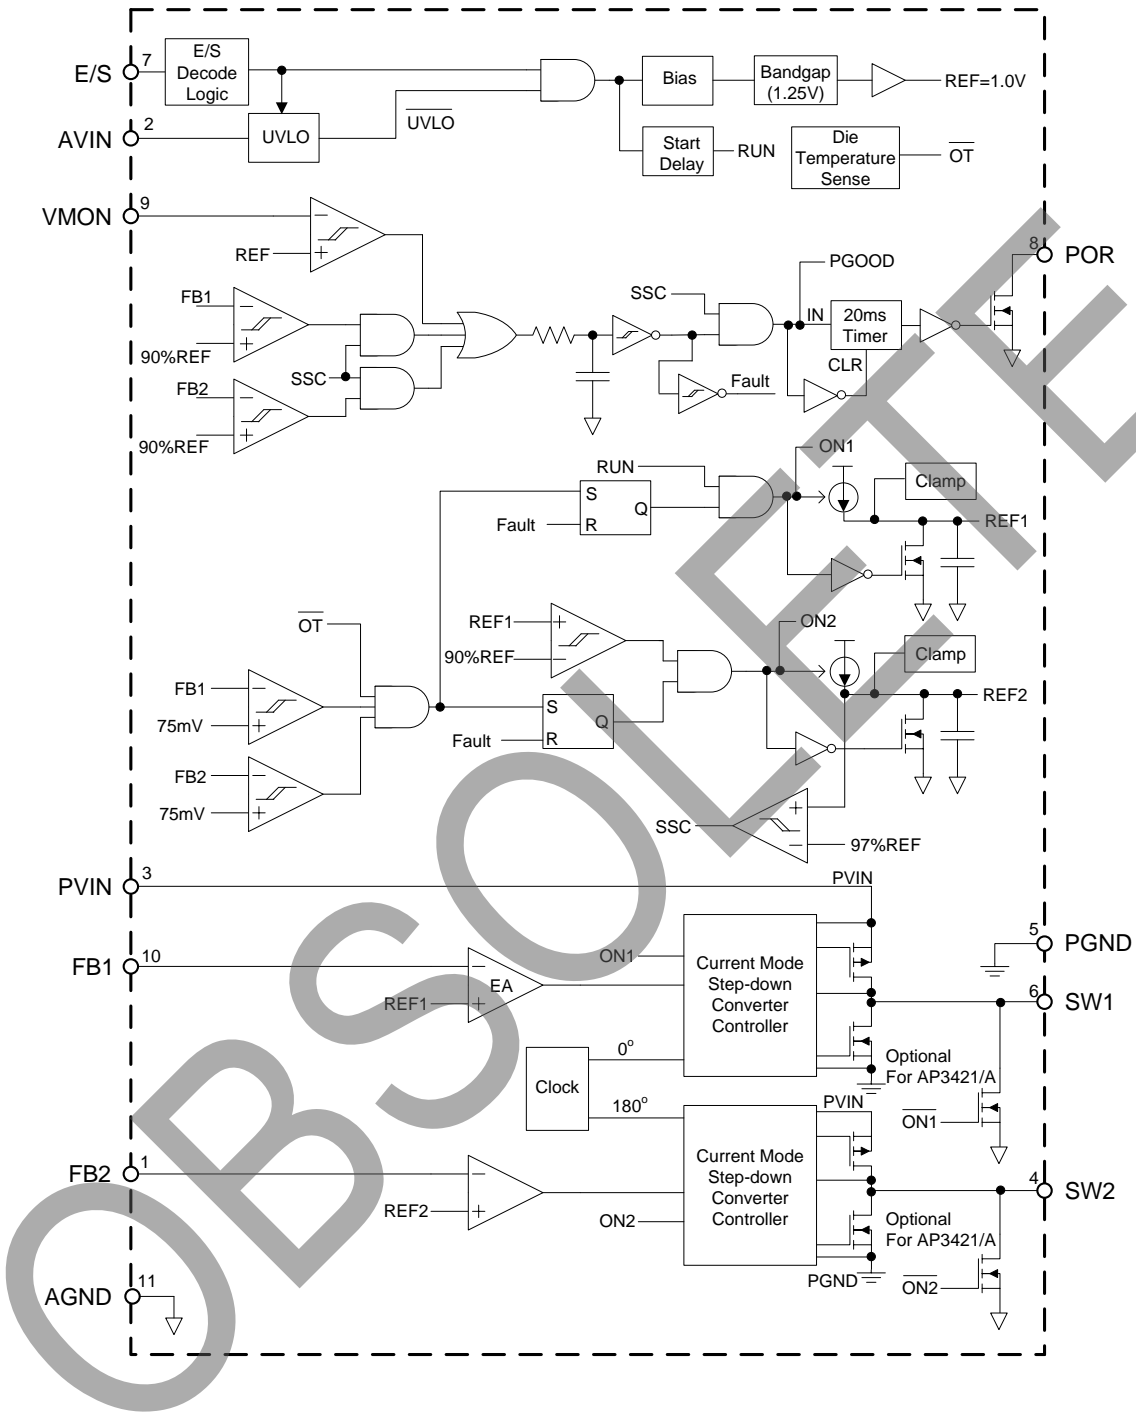 E/S
7
E/S
Decode
Logic
AVIN
2
UVLO
UVLO
Bias
Bandgap
(1.25V)
REF=1.0V
Start
Delay
RUN
Die
Temperature
Sense
OT
VMON
9
−
+
REF
FB1
−
+
90%REF
FB2
−
+
90%REF
SSC
SSC
PGOOD
IN
20ms
Timer
CLR
Fault
8
POR
RUN
S
Q
R
Fault
ON1
Clamp
REF1
OT
REF1
+
90%REF
−
ON2
Clamp
REF2
FB1
−
75mV
+
S
Q
R
Fault
FB2
−
75mV
+
SSC
+
−
97%REF
PVIN
3
PVIN
5
PGND
FB1
10
−
EA
REF1
+
ON1
Current Mode
Step-down
Converter
Controller
6
SW1
0°
Clock
180°
Optional
For AP3421/A
ON1
PVIN
FB2
1
−
REF2
+
ON2
Current Mode
Step-down
Converter
Controller
4
SW2
Optional
For AP3421/A
PGND
ON2
AGND
11
OBSOLETE